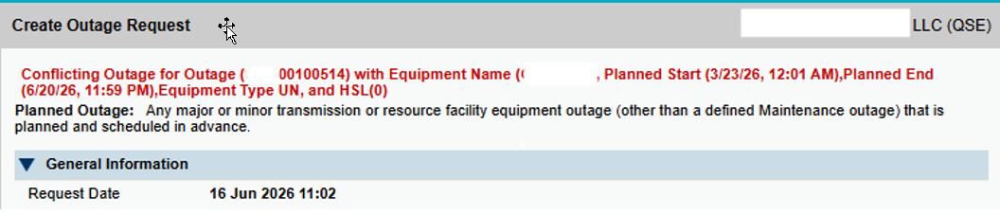 Create Outage Request
LLC (QSE)
Conflicting Outage for Outage ( 00100514) with Equipment Name ( , Planned Start (3/23/26, 12:01 AM),Planned End
(6/20/26, 11:59 PM),Equipment Type UN, and HSL(0)
Planned Outage: Any major or minor transmission or resource facility equipment outage (other than a defined Maintenance outage) that is
planned and scheduled in advance.
General Information
Request Date 16 Jun 2026 11:02